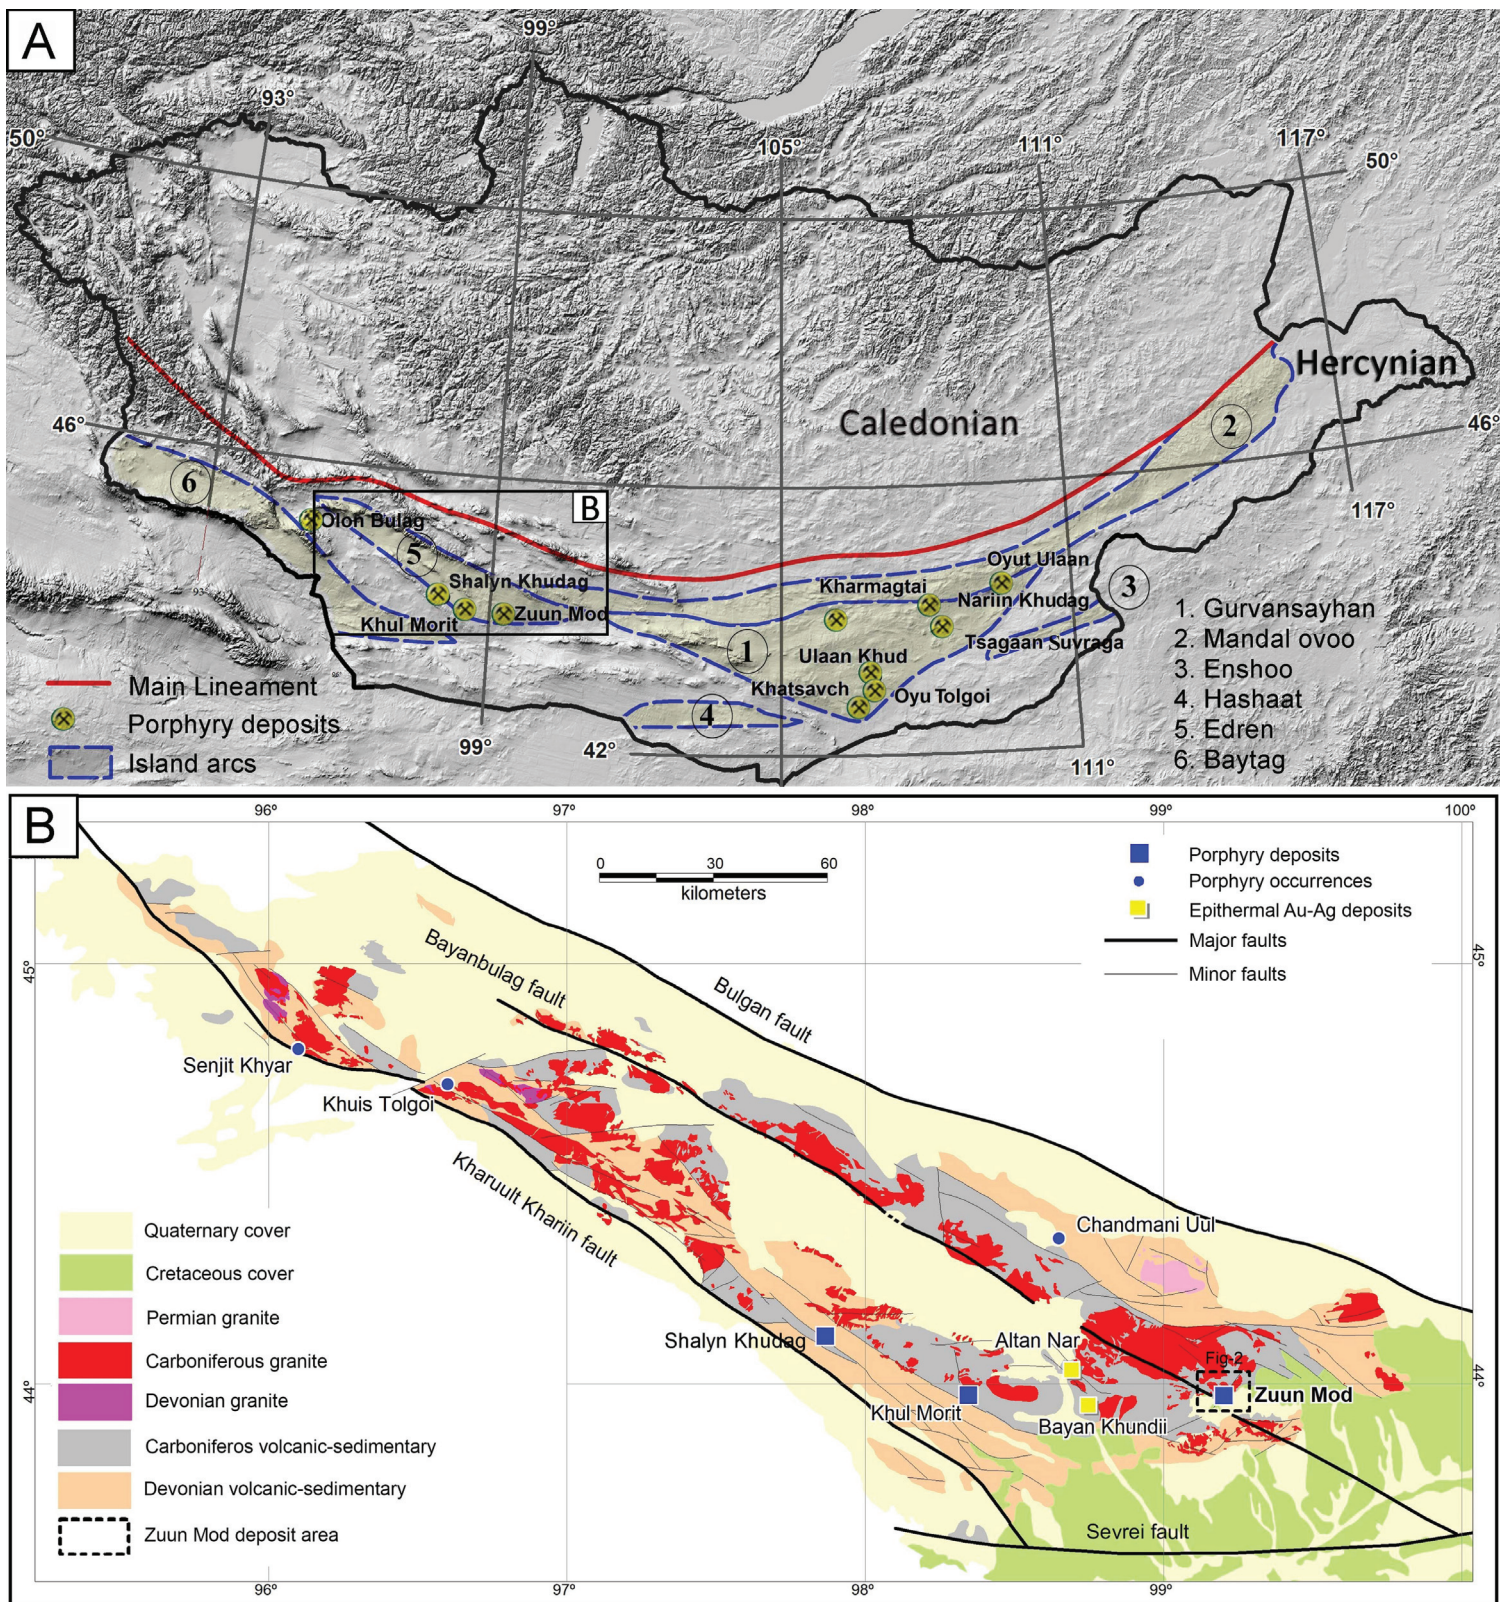 A
99°
93°
50°
105°
111°
117°
50°
Hercynian
Caledonian
46°
2
46°
6
B
117°
Olon Bulag
5
Oyut Ulaan
Shalyn Khudag
Kharmagtai
3
Nariin Khudag
Zuun Mod
Khul Morit
Tsagaan Suvraga
1
Ulaan Khud
Khatsavch
Oyu Tolgoi
4
99°
42°
111°
93
96°
Main Lineament
Porphyry deposits
Island arcs
1. Gurvansayhan
2. Mandal ovoo
3. Enshoo
4. Hashaat
5. Edren
6. Baytag
B
96°
97°
98°
99°
100°
0
30
60
kilometers
Porphyry deposits
Porphyry occurrences
Epithermal Au-Ag deposits
Major faults
Minor faults
45°
45°
Bayanbulag fault
Bulgan fault
Senjit Khyar
Khuis Tolgoi
Kharuult Khariin fault
Chandmani Uul
Shalyn Khudag
Altan Nar
Fig-2
44°
44°
Zuun Mod
Khul Morit
Bayan Khundii
Sevrei fault
Quaternary cover
Cretaceous cover
Permian granite
Carboniferous granite
Devonian granite
Carboniferos volcanic-sedimentary
Devonian volcanic-sedimentary
Zuun Mod deposit area
96°
97°
98°
99°